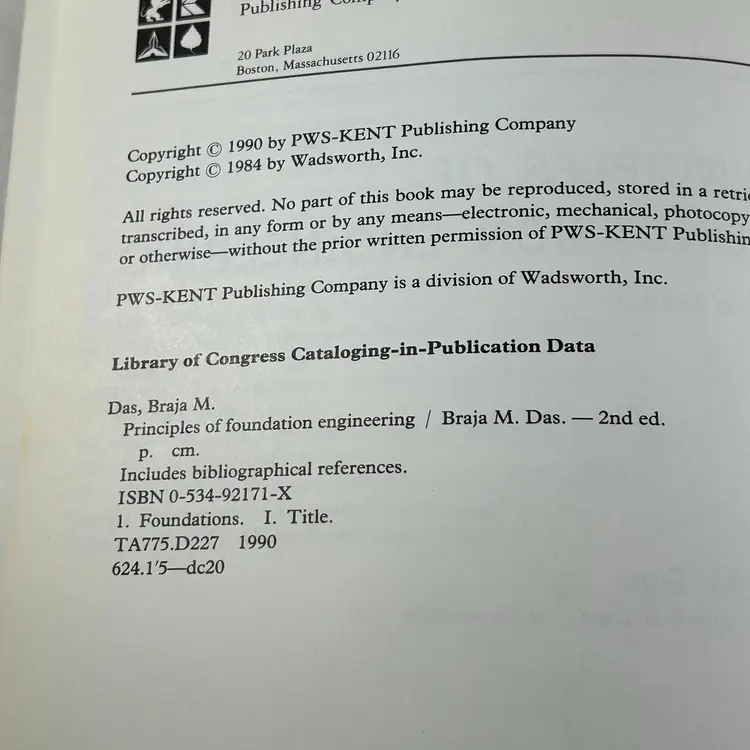 Publishing Company
20 Park Plaza
Boston, Massachusetts 02116
Copyright © 1990 by PWS-KENT Publishing Company
Copyright © 1984 by Wadsworth, Inc.
All rights reserved. No part of this book may be reproduced, stored in a retri
transcribed, in any form or by any means—electronic, mechanical, photocopy
or otherwise—without the prior written permission of PWS-KENT Publishin
PWS-KENT Publishing Company is a division of Wadsworth, Inc.
Library of Congress Cataloging-in-Publication Data
Das, Braja M.
Principles of foundation engineering / Braja M. Das. — 2nd ed.
p. cm.
Includes bibliographical references.
ISBN 0-534-92171-X
1. Foundations. I. Title.
TA775.D227 1990
624.1'5—dc20